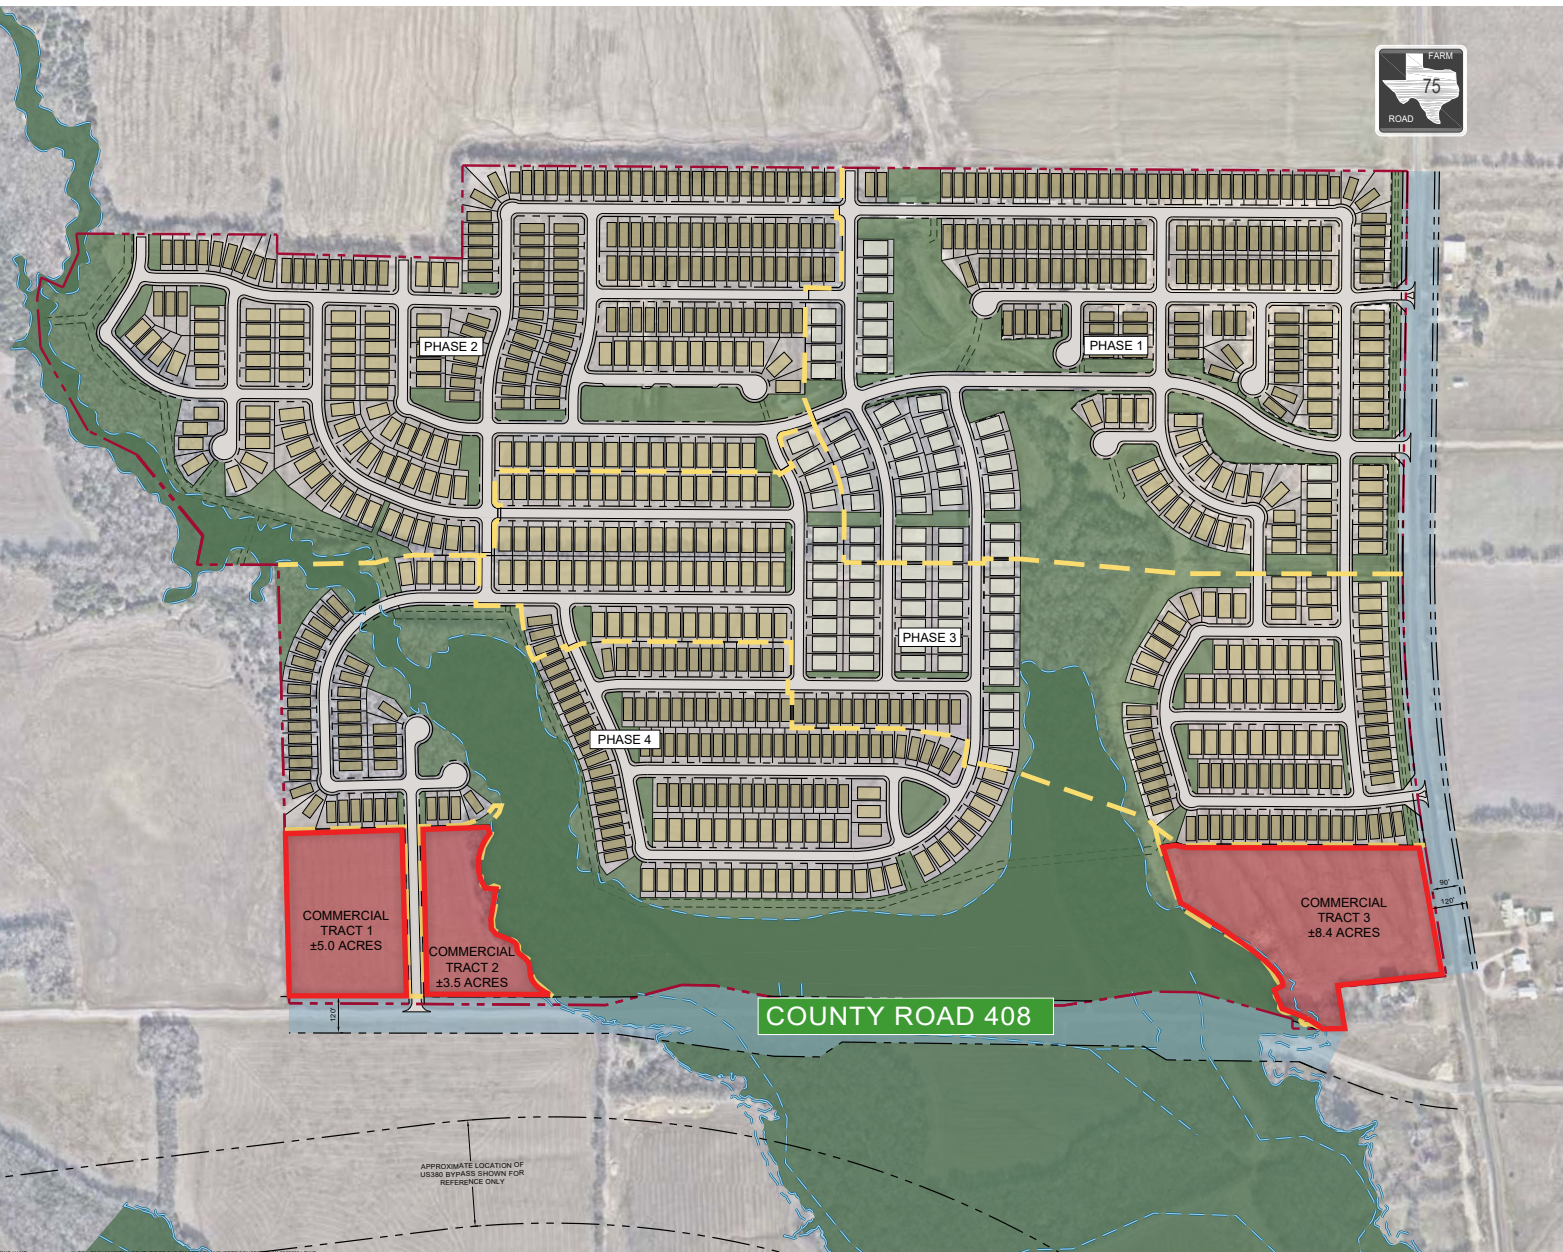 FARM
75
ROAD
PHASE 2
PHASE 1
PHASE 3
PHASE 4
COMMERCIAL
TRACT 1
±5.0 ACRES
COMMERCIAL
TRACT 2
±3.5 ACRES
COMMERCIAL
TRACT 3
±8.4 ACRES
90'
120'
120'
COUNTY ROAD 408
APPROXIMATE LOCATION OF
US380 BYPASS SHOWN FOR
REFERENCE ONLY